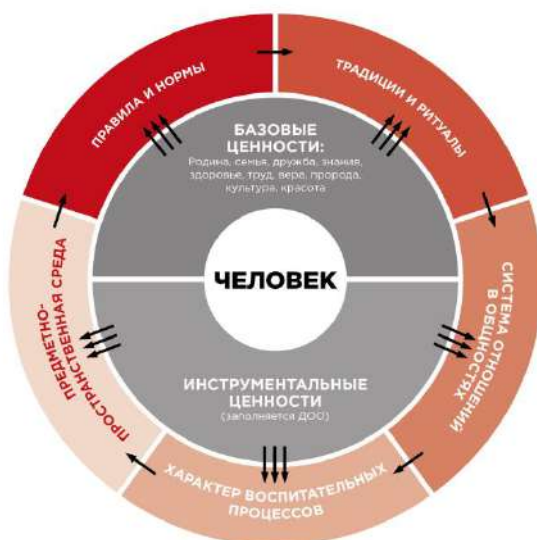 ПРАВИЛА И НОРМЫ
ТРАДИЦИИ И РИТУАЛЫ
БАЗОВЫЕ
ЦЕННОСТИ:
Родина, семья, дружба, знания,
здоровье, труд, вера, пророда,
культура, красота
ЧЕЛОВЕК
ПРЕДМЕТНО-
ПРОСТРАНСТВЕННАЯ СРЕДА
СИСТЕМА ОТНОШЕНИЙ
В ОБЩНОСТЯХ
ИНСТРУМЕНТАЛЬНЫЕ
ЦЕННОСТИ
(заполняется ДОО)
ХАРАКТЕР ВОСПИТАТЕЛЬНЫХ
ПРОЦЕССОВ